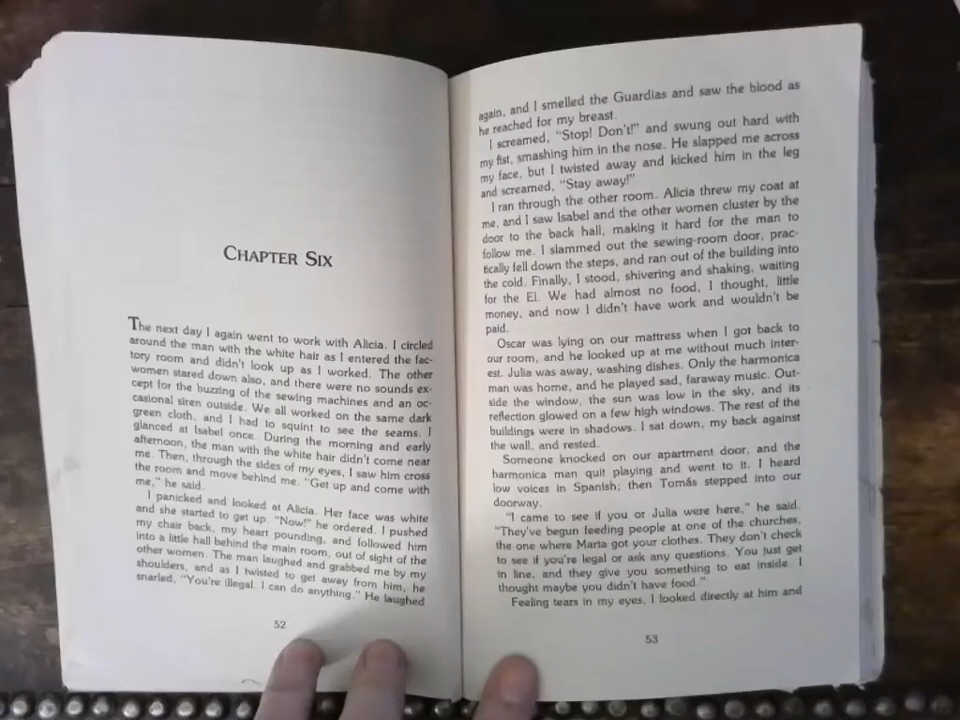 CHAPTER SIX
The next day I again went to work with Alicia. I circled
around the man with the white hair as I entered the fac-
tory room and didn't look up as I worked. The other
women stared down also, and there were no sounds ex-
cept for the buzzing of the sewing machines and an oc-
casional siren outside. We all worked on the same dark
green cloth, and I had to squint to see the seams. I
glanced at Isabel once. During the morning and early
afternoon, the man with the white hair didn't come near
me. Then, through the sides of my eyes, I saw him cross
the room and move behind me. "Get up and come with
me," he said.
I panicked and looked at Alicia. Her face was white
and she started to get up. "Now!" he ordered. I pushed
my chair back, my heart pounding, and followed him
into a little hall behind the main room, out of sight of the
other women. The man laughed and grabbed me by my
shoulders, and as I twisted to get away from him, he
snarled, "You're illegal. I can do anything." He laughed
52
again, and I smelled the Guardias and saw the blood as
he reached for my breast.
I screamed, "Stop! Don't!" and swung out hard with
my fist, smashing him in the nose. He slapped me across
my face, but I twisted away and kicked him in the leg
and screamed, "Stay away!"
I ran through the other room. Alicia threw my coat at
me, and I saw Isabel and the other women cluster by the
door to the back hall, making it hard for the man to
follow me. I slammed out the sewing-room door, prac-
tically fell down the steps, and ran out of the building into
the cold. Finally, I stood, shivering and shaking, waiting
for the El. We had almost no food, I thought, little
money, and now I didn't have work and wouldn't be
paid.
Oscar was lying on our mattress when I got back to
our room, and he looked up at me without much inter-
est. Julia was away, washing dishes. Only the harmonica
man was home, and he played sad, faraway music. Out-
side the window, the sun was low in the sky, and its
reflection glowed on a few high windows. The rest of the
buildings were in shadows. I sat down, my back against
the wall, and rested.
Someone knocked on our apartment door, and the
harmonica man quit playing and went to it. I heard
low voices in Spanish; then Tomás stepped into our
doorway.
"I came to see if you or Julia were here," he said.
"They've begun feeding people at one of the churches,
the one where Marta got your clothes. They don't check
to see if you're legal or ask any questions. You just get
in line, and they give you something to eat inside. I
thought maybe you didn't have food."
Feeling tears in my eyes, I looked directly at him and
53